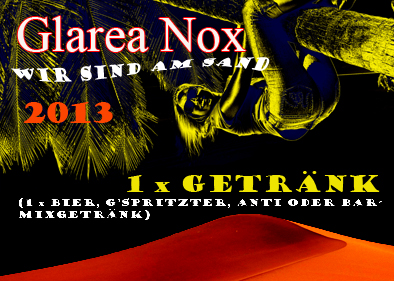 Glarea Nox
WIR SIND AM SAND
2013
1 x GETRÄNK
(1 x BIER, G'SPRITZTER, ANTI ODER BAR-
MIXGETRÄNK)